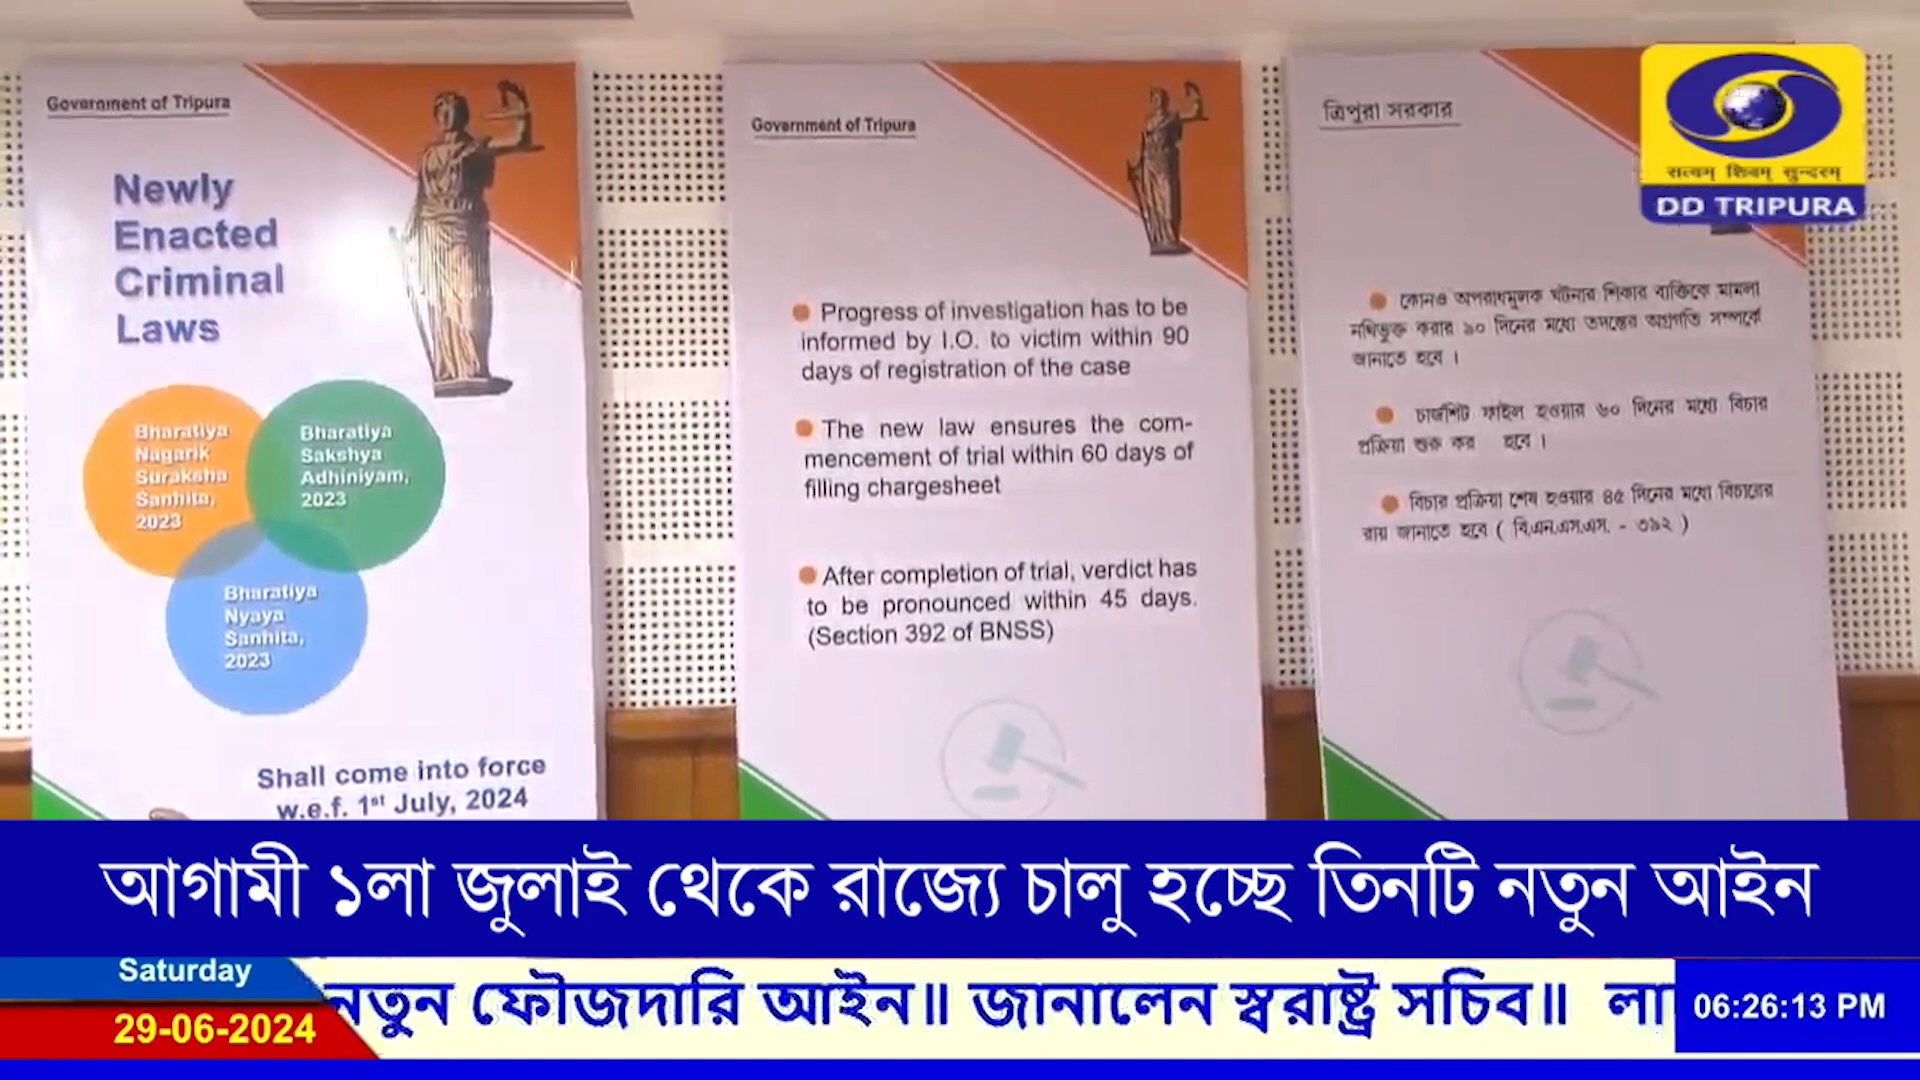 Government of Tripura
Newly
Enacted
Criminal
Laws
Bharatiya
Nagarik
Suraksha
Sanhita,
2023
Bharatiya
Sakshya
Adhiniyam,
2023
Bharatiya
Nyaya
Sanhita,
2023
Shall come into force
w.e.f. 1st July, 2024
Government of Tripura
Progress of investigation has to be
informed by I.O. to victim within 90
days of registration of the case
The new law ensures the com-
mencement of trial within 60 days of
filling chargesheet
After completion of trial, verdict has
to be pronounced within 45 days.
(Section 392 of BNSS)
ত্রিপুরা সরকার
কোনও অপরাধমূলক ঘটনার শিকার ব্যক্তিকে মামলা
নথিভুক্ত করার ৯০ দিনের মধ্যে তদন্তের অগ্রগতি সম্পর্কে
জানাতে হবে ।
চার্জশিট ফাইল হওয়ার ৬০ দিনের মধ্যে বিচার
প্রক্রিয়া শুরু কর হবে ।
বিচার প্রক্রিয়া শেষ হওয়ার ৪৫ দিনের মধ্যে বিচারের
রায় জানাতে হবে ( বি.এন.এস.এস. - ৩৯২ )
सत्यम् शिवम् सुन्दरम्
DD TRIPURA
আগামী ১লা জুলাই থেকে রাজ্যে চালু হচ্ছে তিনটি নতুন আইন
Saturday
29-06-2024
নতুন ফৌজদারি আইন॥ জানালেন স্বরাষ্ট্র সচিব॥ লা
06:26:13 PM